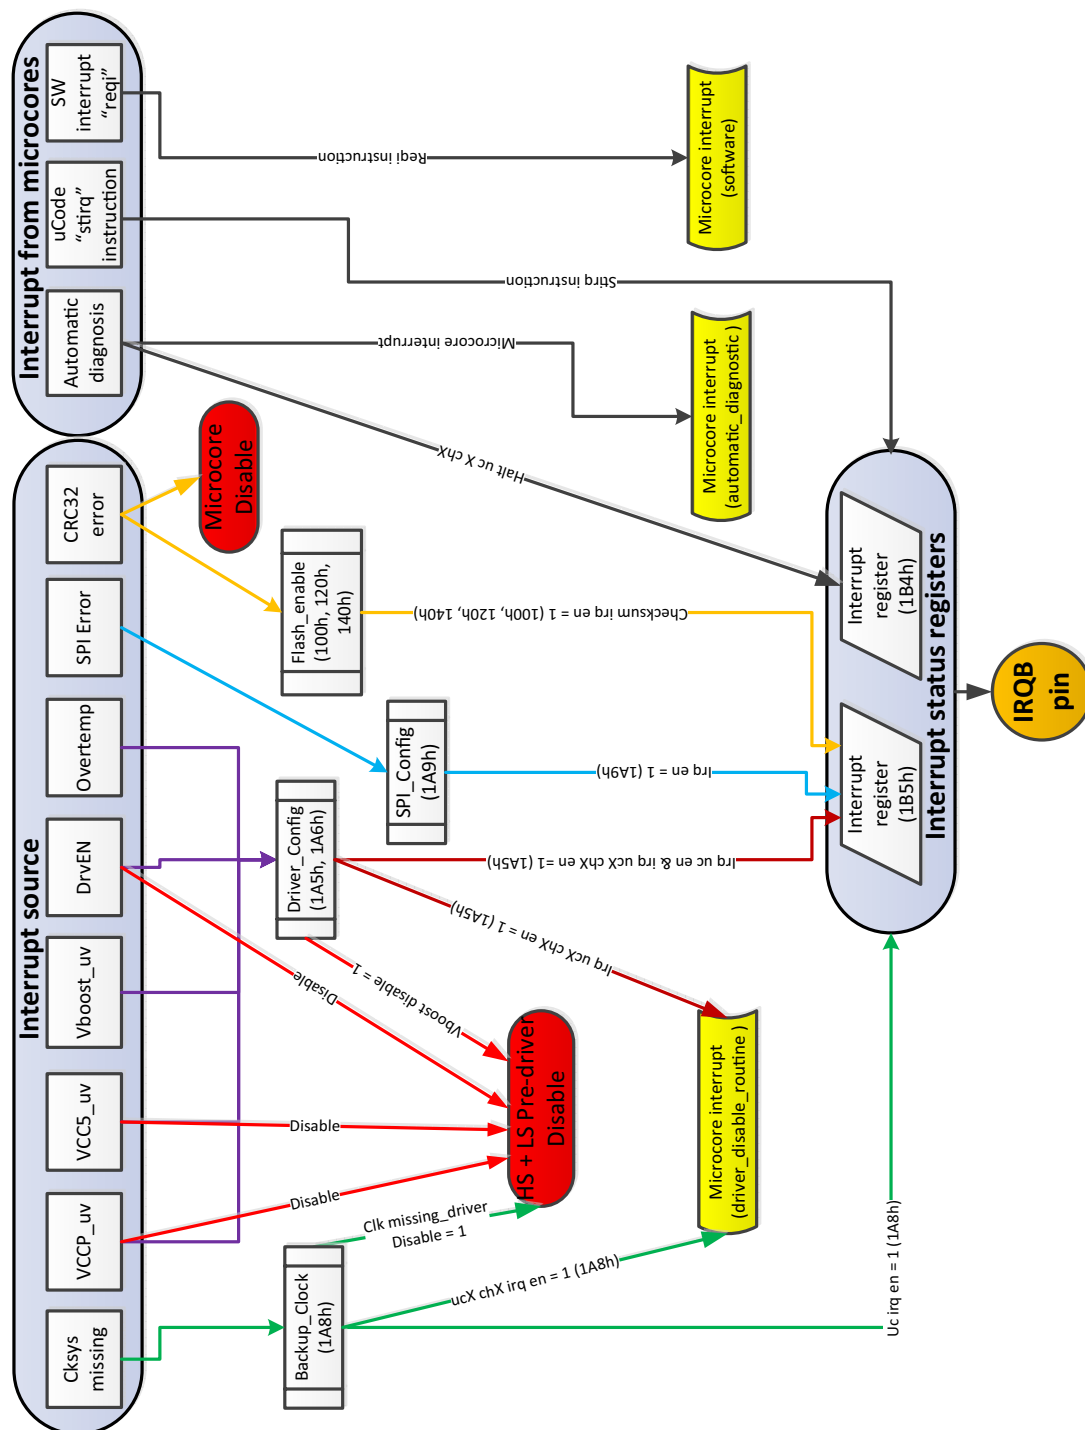 Interrupt source
Cksys
missing
VCCP_uv
VCC5_uv
Vboost_uv
DrvEN
Overtemp
SPI Error
CRC32
error
Interrupt from microcores
Automatic
diagnosis
uCode
“stirq”
instruction
SW
interrupt
“reqi”
Microcore
Disable
Flash_enable
(100h, 120h,
140h)
SPI_Config
(1A9h)
Driver_Config
(1A5h, 1A6h)
Backup_Clock
(1A8h)
Disable
Disable
Disable
Vboost disable = 1
Clk missing_driver
Disable = 1
HS + LS Pre-driver
Disable
ucX chX irq en = 1 (1A8h)
Irq ucX chX en = 1 (1A5h)
Irq uc en & irq ucX chX en =1 (1A5h)
Irq en = 1 (1A9h)
Checksum irq en = 1 (100h, 120h, 140h)
Halt uc X chX
Microcore interrupt
Stirq instruction
Reqi instruction
Microcore interrupt
(driver_disable_routine )
Microcore interrupt
(automatic_diagnostic )
Microcore interrupt
(software)
Uc irq en = 1 (1A8h)
Interrupt
register
(1B5h)
Interrupt
register
(1B4h)
Interrupt status registers
IRQB
pin